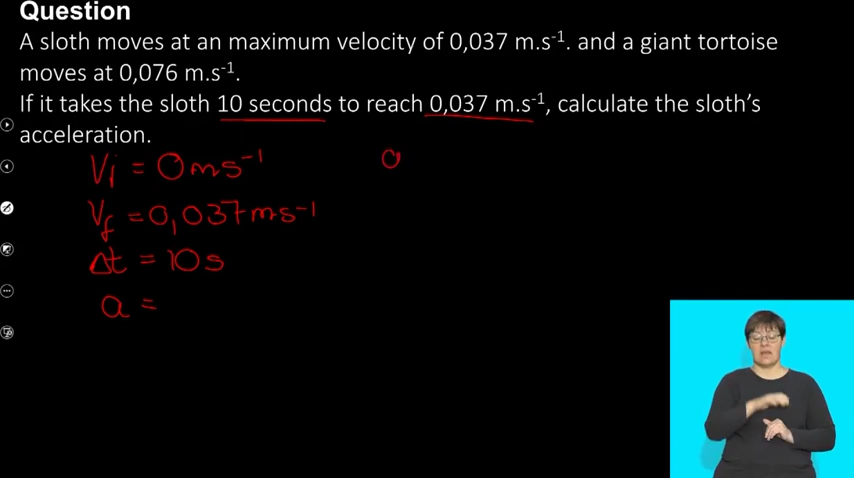 Question
A sloth moves at an maximum velocity of 0,037 m.s⁻¹. and a giant tortoise
moves at 0,076 m.s⁻¹.
If it takes the sloth 10 seconds to reach 0,037 m.s⁻¹, calculate the sloth's
acceleration.
Vi = 0ms⁻¹
a
Vf = 0,037ms⁻¹
Δt = 10s
a =